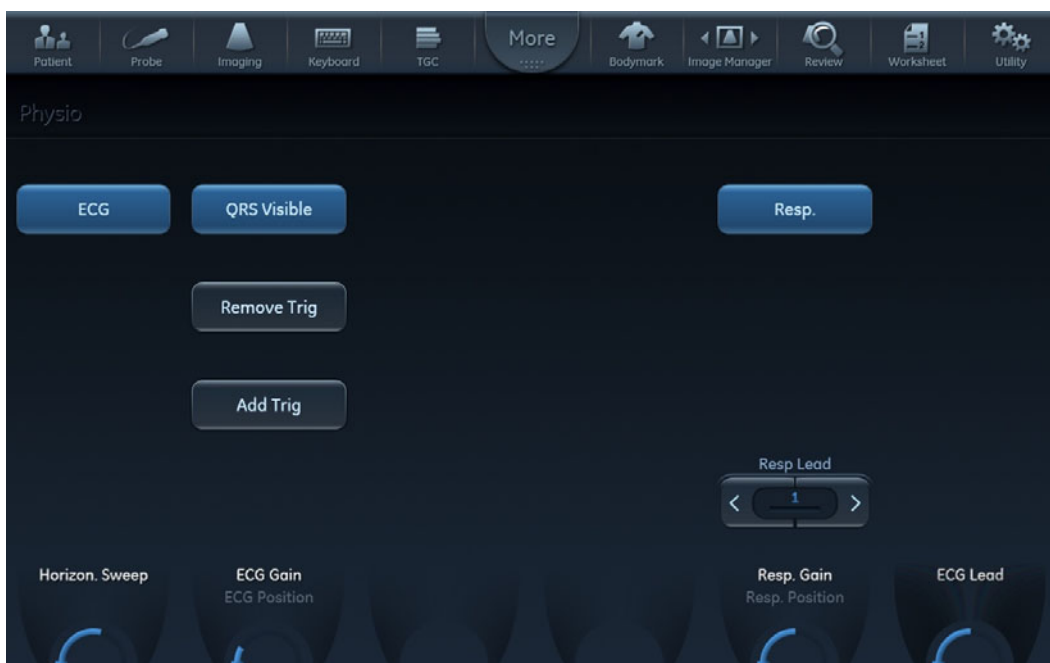 Patient
Probe
Imaging
Keyboard
TGC
More
Bodymark
Image Manager
Review
Worksheet
Utility
Physio
ECG
QRS Visible
Resp.
Remove Trig
Add Trig
Resp Lead
1
Horizon. Sweep
ECG Gain
ECG Position
Resp. Gain
Resp. Position
ECG Lead